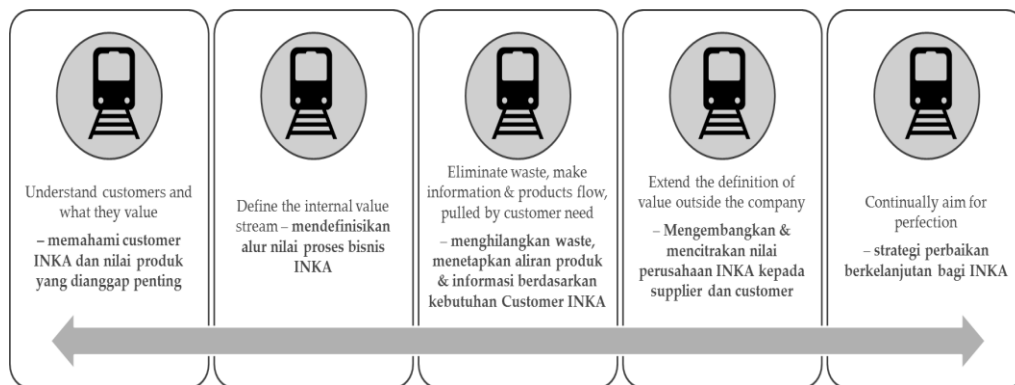 Understand customers and
what they value
– memahami customer
INKA dan nilai produk
yang dianggap penting
Define the internal value
stream – mendefinisikan
alur nilai proses bisnis
INKA
Eliminate waste, make
information & products flow,
pulled by customer need
– menghilangkan waste,
menetapkan aliran produk
& informasi berdasarkan
kebutuhan Customer INKA
Extend the definition of
value outside the company
– Mengembangkan &
mencitrakan nilai
perusahaan INKA kepada
supplier dan customer
Continually aim for
perfection
– strategi perbaikan
berkelanjutan bagi INKA